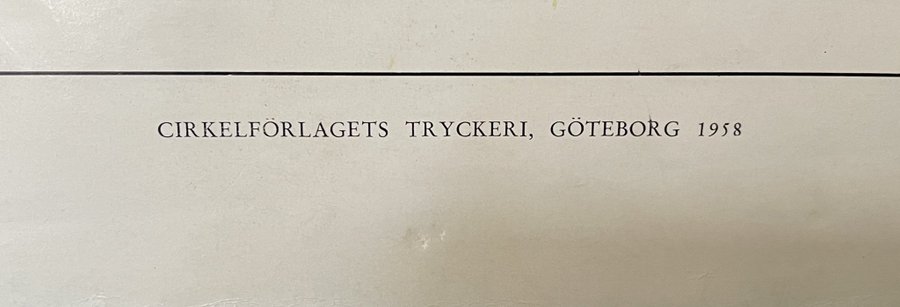 CIRKELFÖRLAGETS TRYCKERI, GÖTEBORG 1958